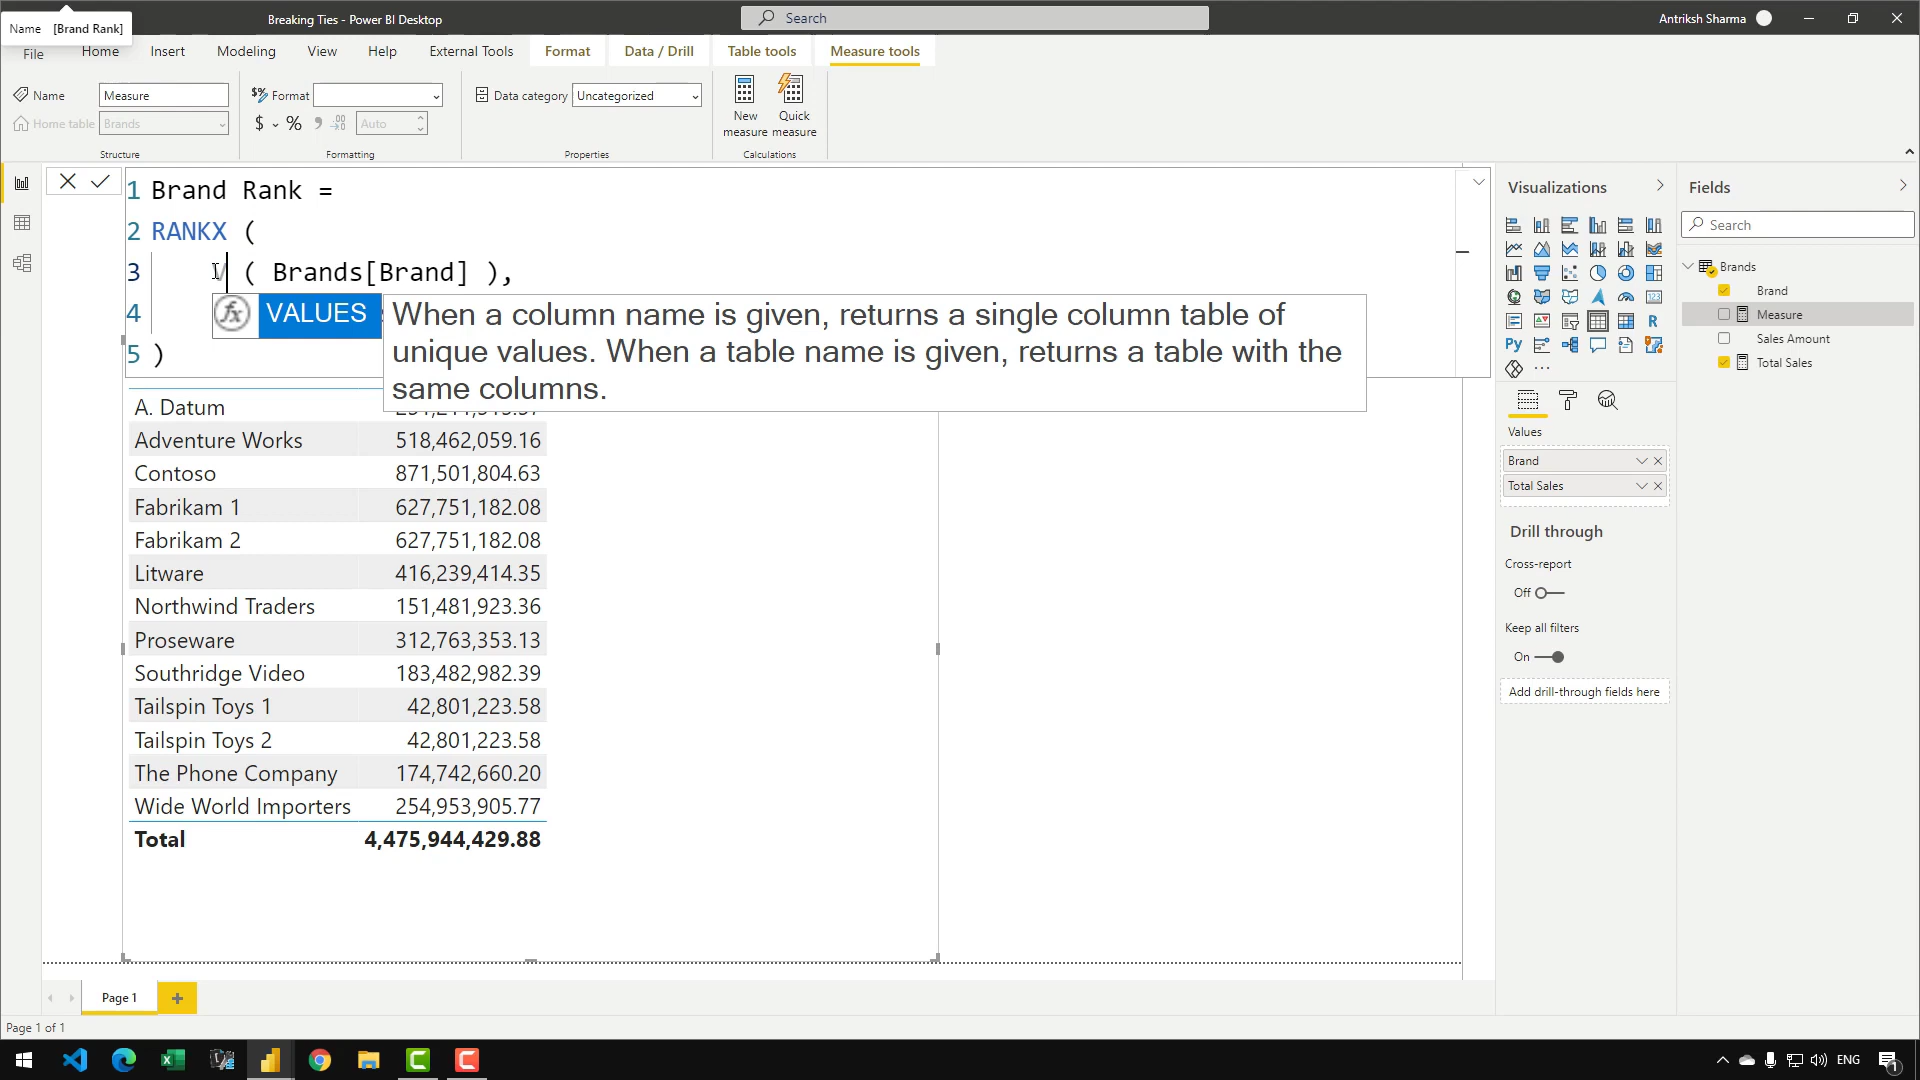 Name [Brand Rank]
Breaking Ties - Power BI Desktop
Search
Antriksh Sharma
File
Home
Insert
Modeling
View
Help
External Tools
Format
Data / Drill
Table tools
Measure tools
Name
Measure
Home table
Brands
Structure
$% Format
$ % Auto
Formatting
Data category
Uncategorized
Properties
New measure
Quick measure
Calculations
1 Brand Rank =
2 RANKX (
3 V ( Brands[Brand] ),
4
5 )
VALUES
When a column name is given, returns a single column table of
unique values. When a table name is given, returns a table with the
same columns.
A. Datum
Adventure Works 518,462,059.16
Contoso 871,501,804.63
Fabrikam 1 627,751,182.08
Fabrikam 2 627,751,182.08
Litware 416,239,414.35
Northwind Traders 151,481,923.36
Proseware 312,763,353.13
Southridge Video 183,482,982.39
Tailspin Toys 1 42,801,223.58
Tailspin Toys 2 42,801,223.58
The Phone Company 174,742,660.20
Wide World Importers 254,953,905.77
Total 4,475,944,429.88
Visualizations
R
Py
Values
Brand
Total Sales
Drill through
Cross-report
Off
Keep all filters
On
Add drill-through fields here
Fields
Search
Brands
Brand
Measure
Sales Amount
Total Sales
Page 1
Page 1 of 1
ENG
1